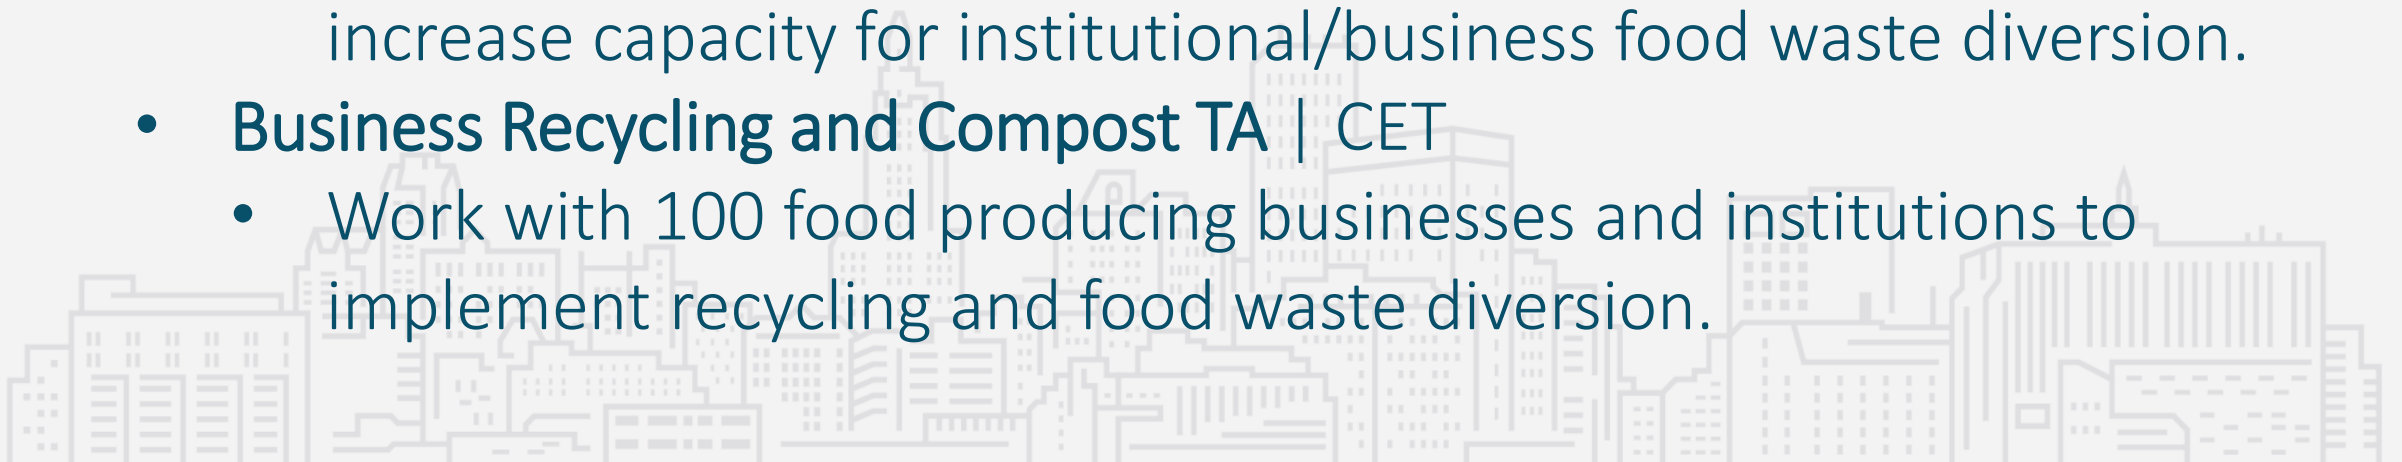 increase capacity for institutional/business food waste diversion.
• Business Recycling and Compost TA | CET
• Work with 100 food producing businesses and institutions to
implement recycling and food waste diversion.